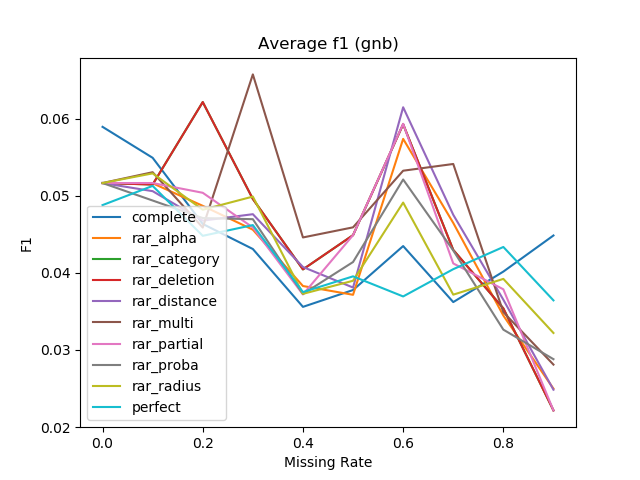 Average f1 (gnb)
F1
0.06
0.05
0.04
0.03
0.02
complete
rar_alpha
rar_category
rar_deletion
rar_distance
rar_multi
rar_partial
rar_proba
rar_radius
perfect
0.0 0.2 0.4 0.6 0.8
Missing Rate